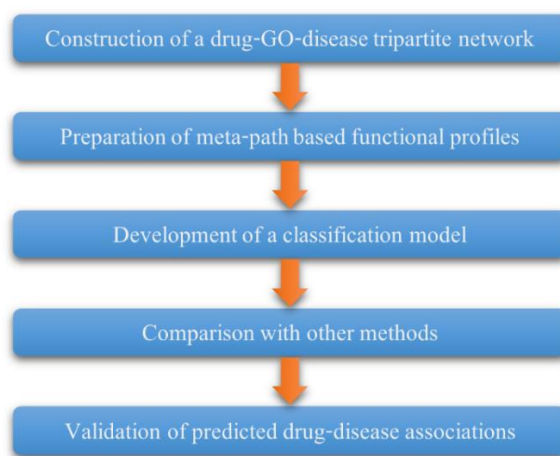 Construction of a drug-GO-disease tripartite network
Preparation of meta-path based functional profiles
Development of a classification model
Comparison with other methods
Validation of predicted drug-disease associations